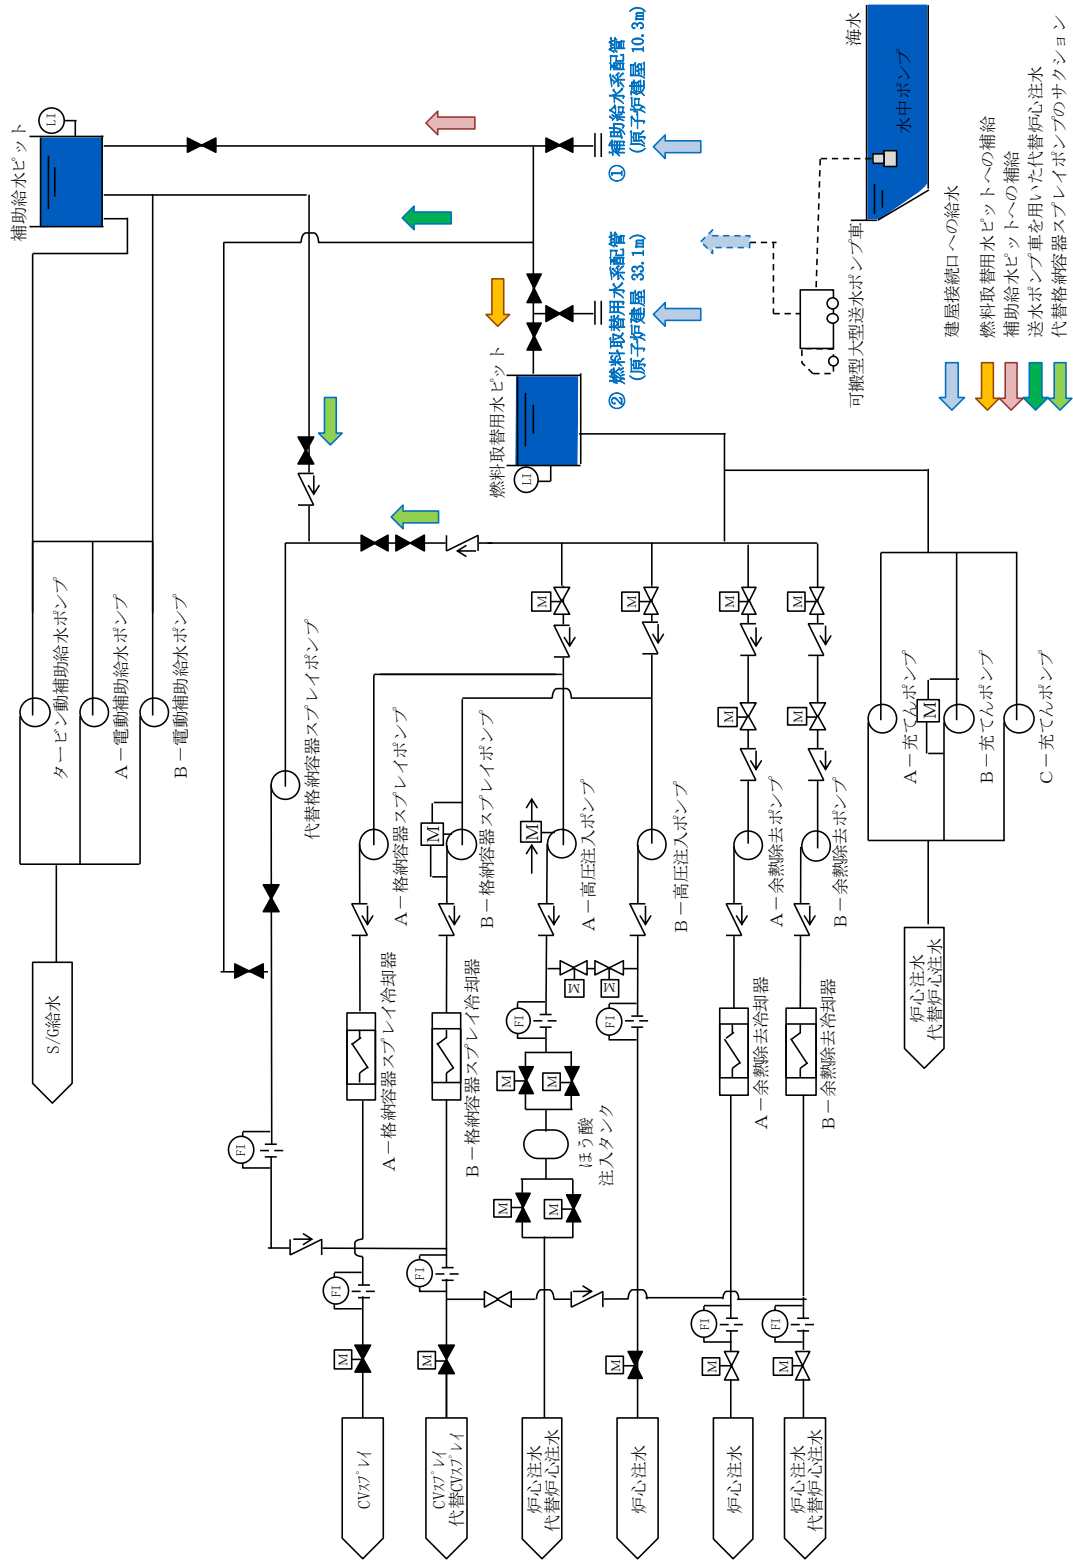 補助給水ピット
LI
① 補助給水系配管
(原子炉建屋 10.3m)
② 燃料取替用水系配管
(原子炉建屋 33.1m)
海水
水中ポンプ
可搬型大型送水ポンプ車
燃料取替用水ピット
LI
建屋接続口への給水
燃料取替用水ピットへの補給
補助給水ピットへの補給
送水ポンプ車を用いた代替炉心注水
代替格納容器スプレイポンプのサクション
タービン動補助給水ポンプ
A－電動補助給水ポンプ
B－電動補助給水ポンプ
S/G給水
代替格納容器スプレイポンプ
FI
A－格納容器スプレイポンプ
M
B－格納容器スプレイポンプ
M
A－高圧注入ポンプ
B－高圧注入ポンプ
A－余熱除去ポンプ
B－余熱除去ポンプ
M
M
M
M
M
M
A－充てんポンプ
M
B－充てんポンプ
C－充てんポンプ
炉心注水
代替炉心注水
A－格納容器スプレイ冷却器
B－格納容器スプレイ冷却器
M
M
FI
FI
M
M
ほう酸
注入タンク
M
M
A－余熱除去冷却器
B－余熱除去冷却器
FI
FI
FI
FI
M
M
M
M
M
CVｽﾌﾟﾚｲ
CVｽﾌﾟﾚｲ
代替CVｽﾌﾟﾚｲ
炉心注水
代替炉心注水
炉心注水
炉心注水
炉心注水
代替炉心注水